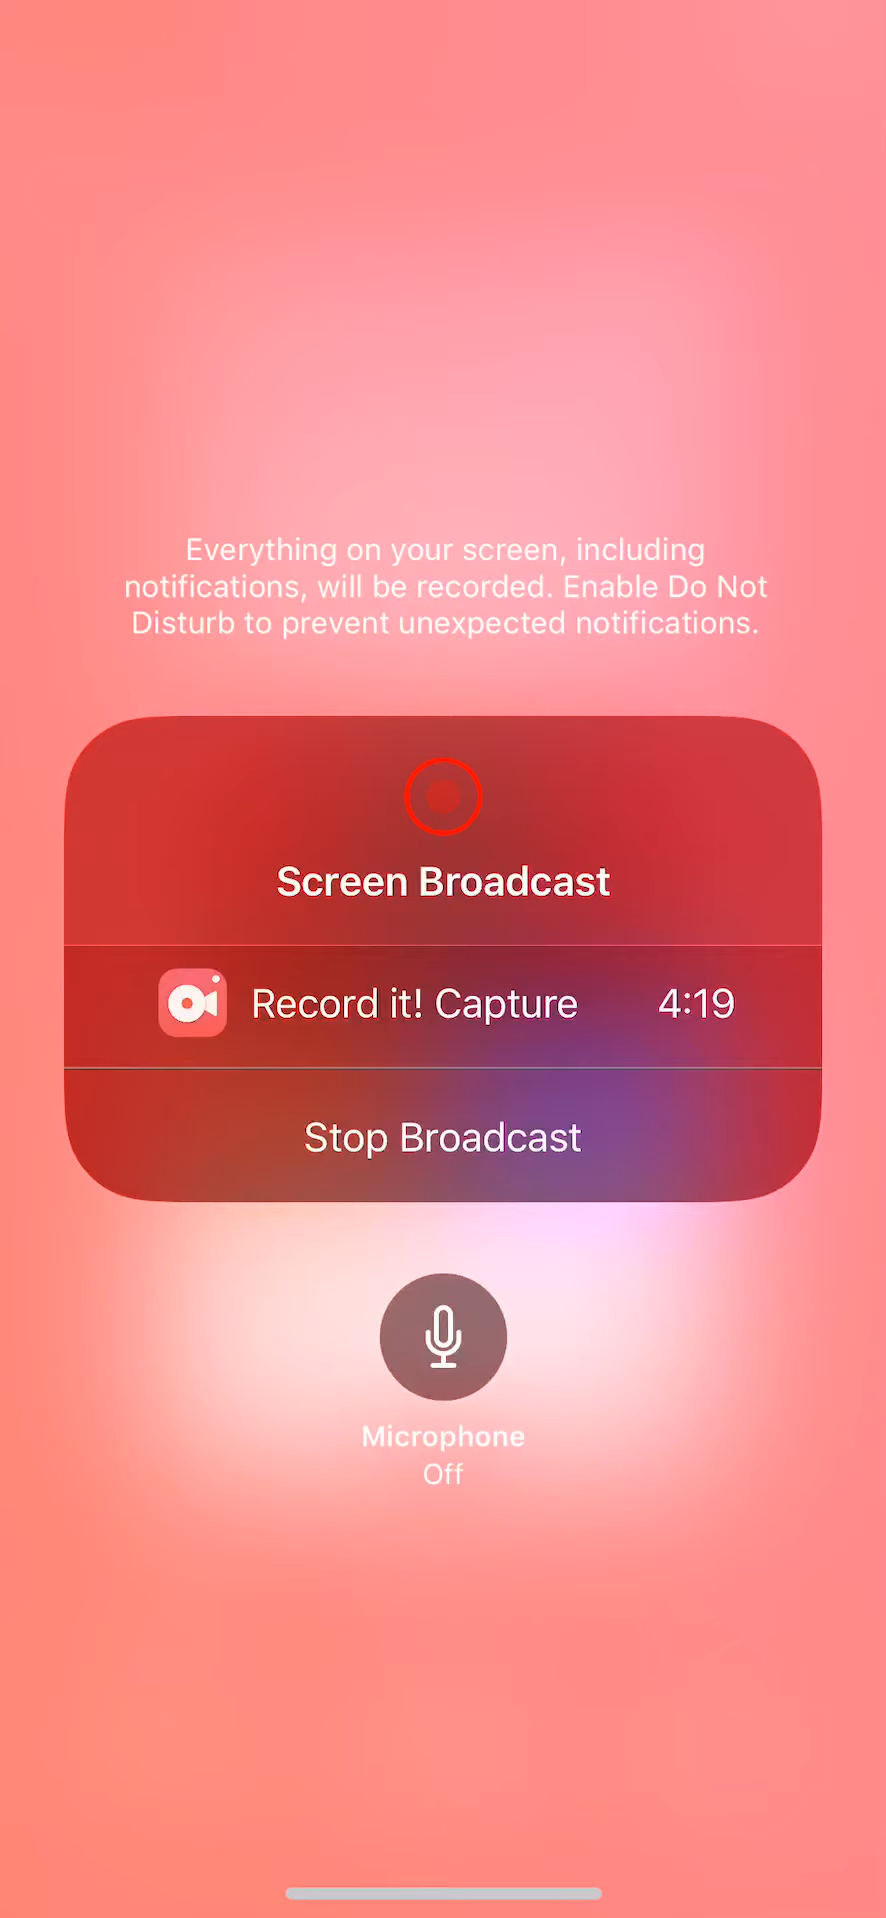 Everything on your screen, including
notifications, will be recorded. Enable Do Not
Disturb to prevent unexpected notifications.
Screen Broadcast
Record it! Capture 4:19
Stop Broadcast
Microphone
Off